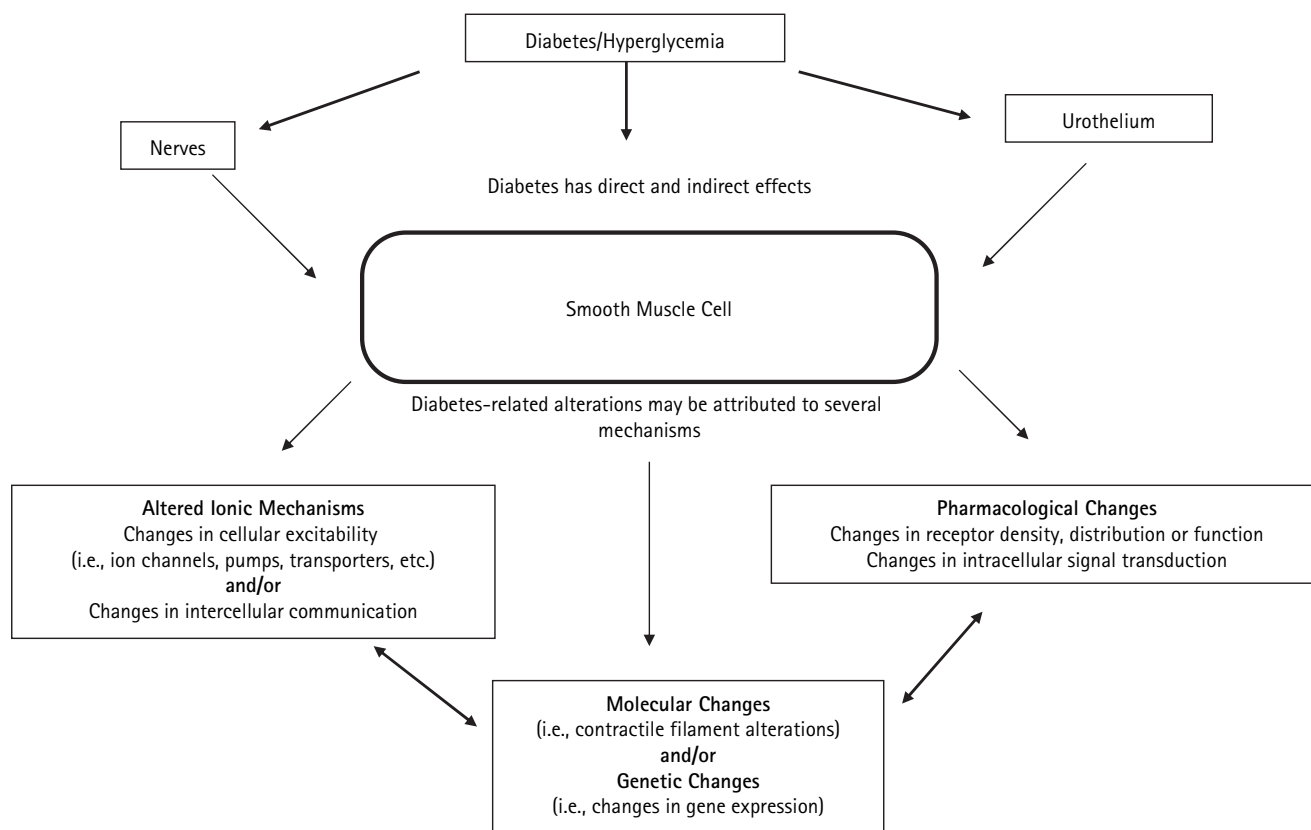 Diabetes/Hyperglycemia
Nerves
Urothelium
Diabetes has direct and indirect effects
Smooth Muscle Cell
Diabetes-related alterations may be attributed to several
mechanisms
Altered Ionic Mechanisms
Changes in cellular excitability
(i.e., ion channels, pumps, transporters, etc.)
and/or
Changes in intercellular communication
Pharmacological Changes
Changes in receptor density, distribution or function
Changes in intracellular signal transduction
Molecular Changes
(i.e., contractile filament alterations)
and/or
Genetic Changes
(i.e., changes in gene expression)